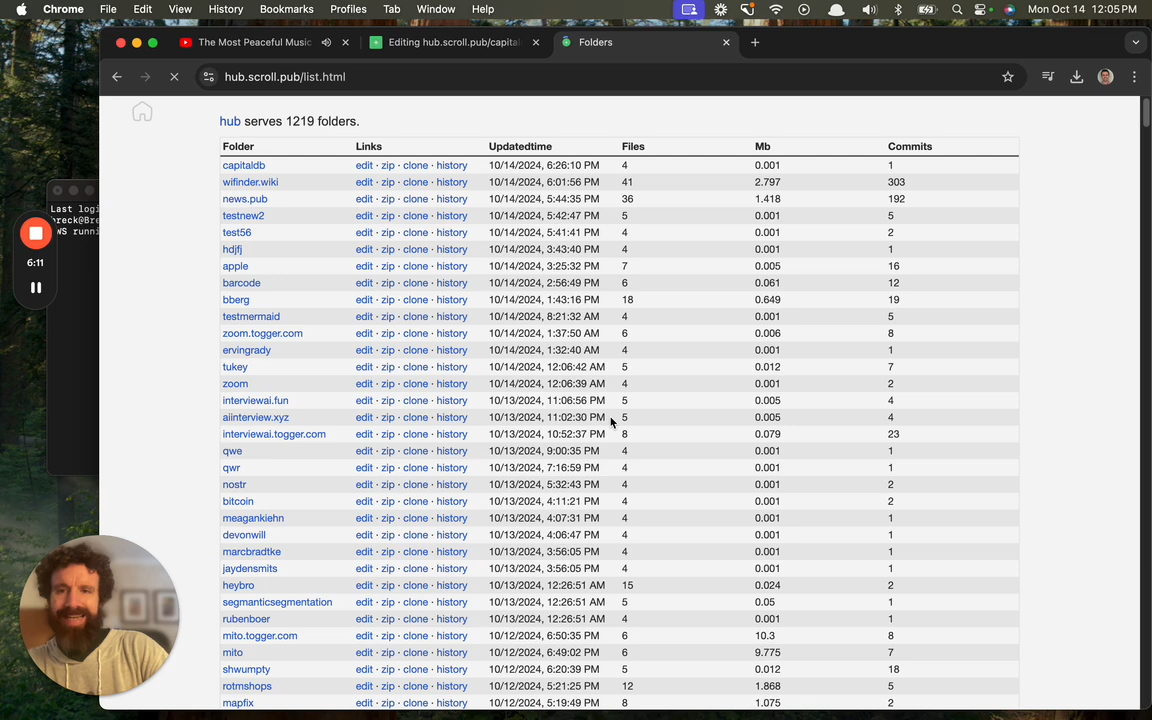 Chrome File Edit View History Bookmarks Profiles Tab Window Help Mon Oct 14 12:05 PM
The Most Peaceful Music Editing hub.scroll.pub/capital Folders
hub.scroll.pub/list.html
hub serves 1219 folders.
Folder Links Updatedtime Files Mb Commits
capitaldb edit · zip · clone · history 10/14/2024, 6:26:10 PM 4 0.001 1
wifinder.wiki edit · zip · clone · history 10/14/2024, 6:01:56 PM 41 2.797 303
news.pub edit · zip · clone · history 10/14/2024, 5:44:35 PM 36 1.418 192
testnew2 edit · zip · clone · history 10/14/2024, 5:42:47 PM 5 0.001 5
test56 edit · zip · clone · history 10/14/2024, 5:41:41 PM 4 0.001 2
hdjfj edit · zip · clone · history 10/14/2024, 3:43:40 PM 4 0.001 1
apple edit · zip · clone · history 10/14/2024, 3:25:32 PM 7 0.005 16
barcode edit · zip · clone · history 10/14/2024, 2:56:49 PM 6 0.061 12
bberg edit · zip · clone · history 10/14/2024, 1:43:16 PM 18 0.649 19
testmermaid edit · zip · clone · history 10/14/2024, 8:21:32 AM 4 0.001 5
zoom.togger.com edit · zip · clone · history 10/14/2024, 1:37:50 AM 6 0.006 8
ervingrady edit · zip · clone · history 10/14/2024, 1:32:40 AM 4 0.001 1
tukey edit · zip · clone · history 10/14/2024, 12:06:42 AM 5 0.012 7
zoom edit · zip · clone · history 10/14/2024, 12:06:39 AM 4 0.001 2
interviewai.fun edit · zip · clone · history 10/13/2024, 11:06:56 PM 5 0.005 4
aiinterview.xyz edit · zip · clone · history 10/13/2024, 11:02:30 PM 5 0.005 4
interviewai.togger.com edit · zip · clone · history 10/13/2024, 10:52:37 PM 8 0.079 23
qwe edit · zip · clone · history 10/13/2024, 9:00:35 PM 4 0.001 1
qwr edit · zip · clone · history 10/13/2024, 7:16:59 PM 4 0.001 1
nostr edit · zip · clone · history 10/13/2024, 5:32:43 PM 4 0.001 2
bitcoin edit · zip · clone · history 10/13/2024, 4:11:21 PM 4 0.001 2
meagankiehn edit · zip · clone · history 10/13/2024, 4:07:31 PM 4 0.001 1
devonwill edit · zip · clone · history 10/13/2024, 4:06:47 PM 4 0.001 1
marcbradtke edit · zip · clone · history 10/13/2024, 3:56:05 PM 4 0.001 1
jaydensmits edit · zip · clone · history 10/13/2024, 3:56:05 PM 4 0.001 1
heybro edit · zip · clone · history 10/13/2024, 12:26:51 AM 15 0.024 2
segmanticsegmentation edit · zip · clone · history 10/13/2024, 12:26:51 AM 5 0.05 1
rubenboer edit · zip · clone · history 10/13/2024, 12:26:51 AM 4 0.001 1
mito.togger.com edit · zip · clone · history 10/12/2024, 6:50:35 PM 6 10.3 8
mito edit · zip · clone · history 10/12/2024, 6:49:02 PM 6 9.775 7
shwumpty edit · zip · clone · history 10/12/2024, 6:20:39 PM 5 0.012 18
rotmshops edit · zip · clone · history 10/12/2024, 5:21:25 PM 12 1.868 5
mapfix edit · zip · clone · history 10/12/2024, 5:19:49 PM 8 1.075 2
Last logi
breck@Bre
WS runni
6:11